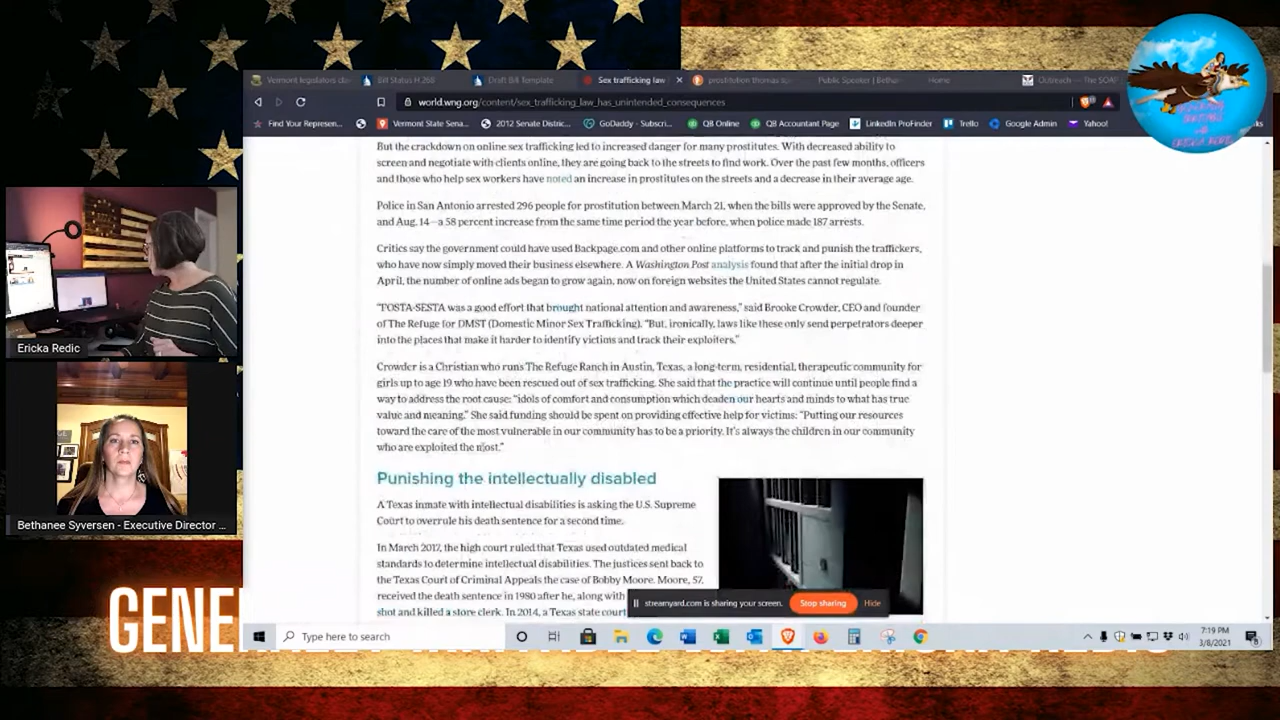 Vermont legislators
Bill Status H.268
Draft Bill Template
Sex trafficking law
prostitution thomas
Public Speaker | Bethan
Home
Outreach — The SOAP
world.wng.org/content/sex_trafficking_law_has_unintended_consequences
Find Your Represen...
Vermont State Sena...
2012 Senate Distric...
GoDaddy - Subscri...
QB Online
QB Accountant Page
LinkedIn ProFinder
Trello
Google Admin
Yahoo!
But the crackdown on online sex trafficking led to increased danger for many prostitutes. With decreased ability to
screen and negotiate with clients online, they are going back to the streets to find work. Over the past few months, officers
and those who help sex workers have noted an increase in prostitutes on the streets and a decrease in their average age.
Police in San Antonio arrested 296 people for prostitution between March 21, when the bills were approved by the Senate,
and Aug. 14—a 58 percent increase from the same time period the year before, when police made 187 arrests.
Critics say the government could have used Backpage.com and other online platforms to track and punish the traffickers,
who have now simply moved their business elsewhere. A Washington Post analysis found that after the initial drop in
April, the number of online ads began to grow again, now on foreign websites the United States cannot regulate.
"FOSTA-SESTA was a good effort that brought national attention and awareness," said Brooke Crowder, CEO and founder
of The Refuge for DMST (Domestic Minor Sex Trafficking). "But, ironically, laws like these only send perpetrators deeper
into the places that make it harder to identify victims and track their exploiters."
Crowder is a Christian who runs The Refuge Ranch in Austin, Texas, a long-term, residential, therapeutic community for
girls up to age 19 who have been rescued out of sex trafficking. She said that the practice will continue until people find a
way to address the root cause: "idols of comfort and consumption which deaden our hearts and minds to what has true
value and meaning." She said funding should be spent on providing effective help for victims: "Putting our resources
toward the care of the most vulnerable in our community has to be a priority. It's always the children in our community
who are exploited the most."
Punishing the intellectually disabled
A Texas inmate with intellectual disabilities is asking the U.S. Supreme
Court to overrule his death sentence for a second time.
In March 2017, the high court ruled that Texas used outdated medical
standards to determine intellectual disabilities. The justices sent back to
the Texas Court of Criminal Appeals the case of Bobby Moore. Moore, 57,
received the death sentence in 1980 after he, along with
shot and killed a store clerk. In 2014, a Texas state court
streamyard.com is sharing your screen.
Stop sharing
Hide
Type here to search
7:19 PM
3/8/2021
Ericka Redic
Bethanee Syversen - Executive Director ...
GENE